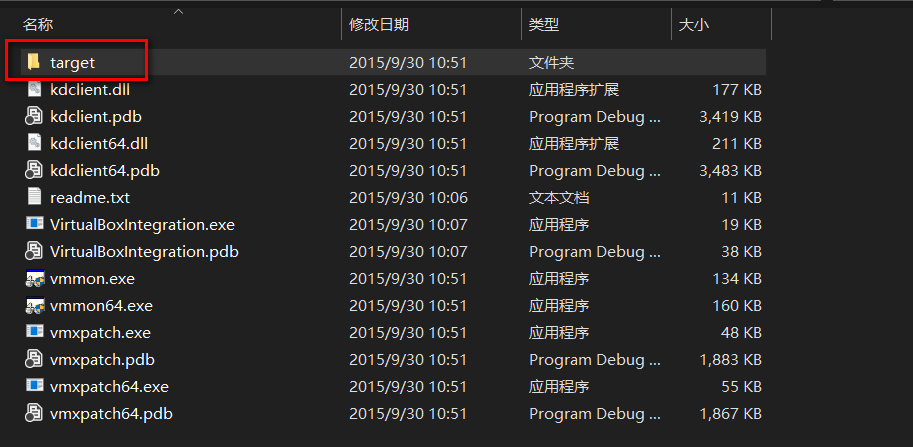 名称 修改日期 类型 大小
target 2015/9/30 10:51 文件夹
kdclient.dll 2015/9/30 10:51 应用程序扩展 177 KB
kdclient.pdb 2015/9/30 10:51 Program Debug ... 3,419 KB
kdclient64.dll 2015/9/30 10:51 应用程序扩展 211 KB
kdclient64.pdb 2015/9/30 10:51 Program Debug ... 3,483 KB
readme.txt 2015/9/30 10:06 文本文档 11 KB
VirtualBoxIntegration.exe 2015/9/30 10:07 应用程序 19 KB
VirtualBoxIntegration.pdb 2015/9/30 10:07 Program Debug ... 38 KB
vmmon.exe 2015/9/30 10:51 应用程序 134 KB
vmmon64.exe 2015/9/30 10:51 应用程序 160 KB
vmxpatch.exe 2015/9/30 10:51 应用程序 48 KB
vmxpatch.pdb 2015/9/30 10:51 Program Debug ... 1,883 KB
vmxpatch64.exe 2015/9/30 10:51 应用程序 55 KB
vmxpatch64.pdb 2015/9/30 10:51 Program Debug ... 1,867 KB